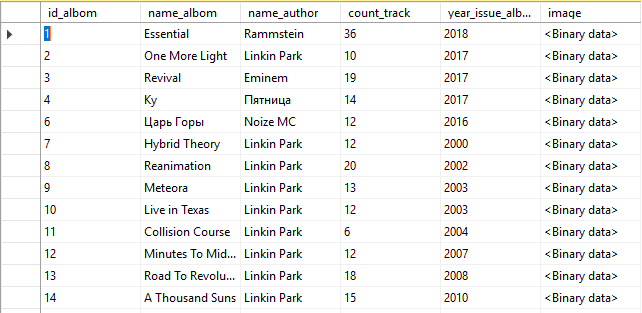 id_albom name_albom name_author count_track year_issue_alb... image
1 Essential Rammstein 36 2018 <Binary data>
2 One More Light Linkin Park 10 2017 <Binary data>
3 Revival Eminem 19 2017 <Binary data>
4 Ку Пятница 14 2017 <Binary data>
6 Царь Горы Noize MC 12 2016 <Binary data>
7 Hybrid Theory Linkin Park 12 2000 <Binary data>
8 Reanimation Linkin Park 20 2002 <Binary data>
9 Meteora Linkin Park 13 2003 <Binary data>
10 Live in Texas Linkin Park 12 2003 <Binary data>
11 Collision Course Linkin Park 6 2004 <Binary data>
12 Minutes To Mid... Linkin Park 12 2007 <Binary data>
13 Road To Revolu... Linkin Park 18 2008 <Binary data>
14 A Thousand Suns Linkin Park 15 2010 <Binary data>